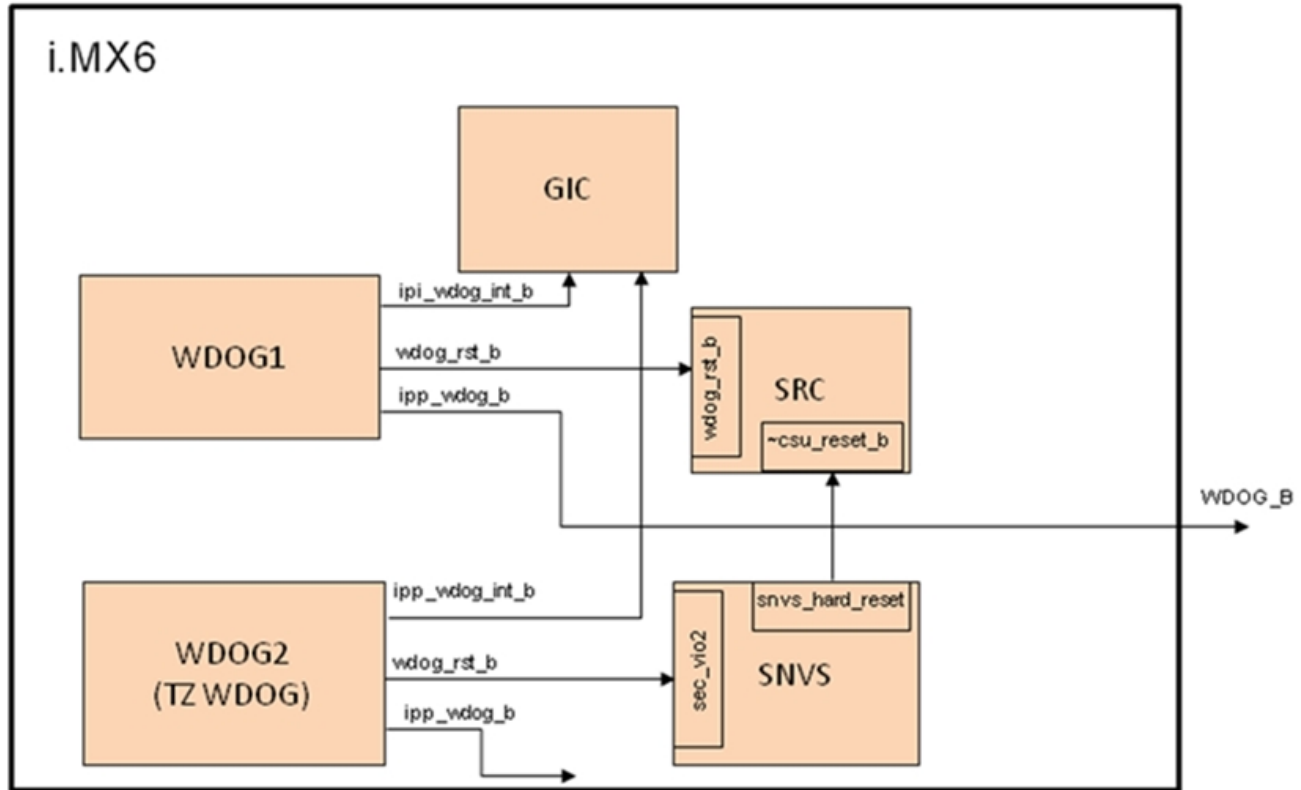 i.MX6
GIC
ipi_wdog_int_b
WDOG1
wdog_rst_b
ipp_wdog_b
wdog_rst_b
SRC
~csu_reset_b
WDOG_B
ipp_wdog_int_b
WDOG2
(TZ WDOG)
wdog_rst_b
ipp_wdog_b
sec_vio2
snvs_hard_reset
SNVS